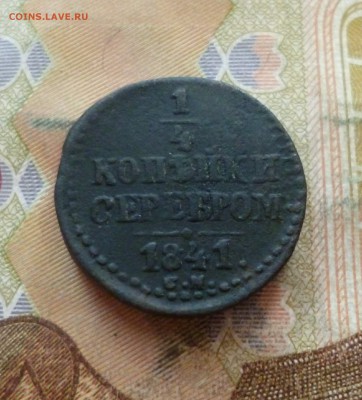 COINS.LAVE.RU
1
4
КОПѢЙКИ
СЕРЕБРОМ
1841.
С.М.